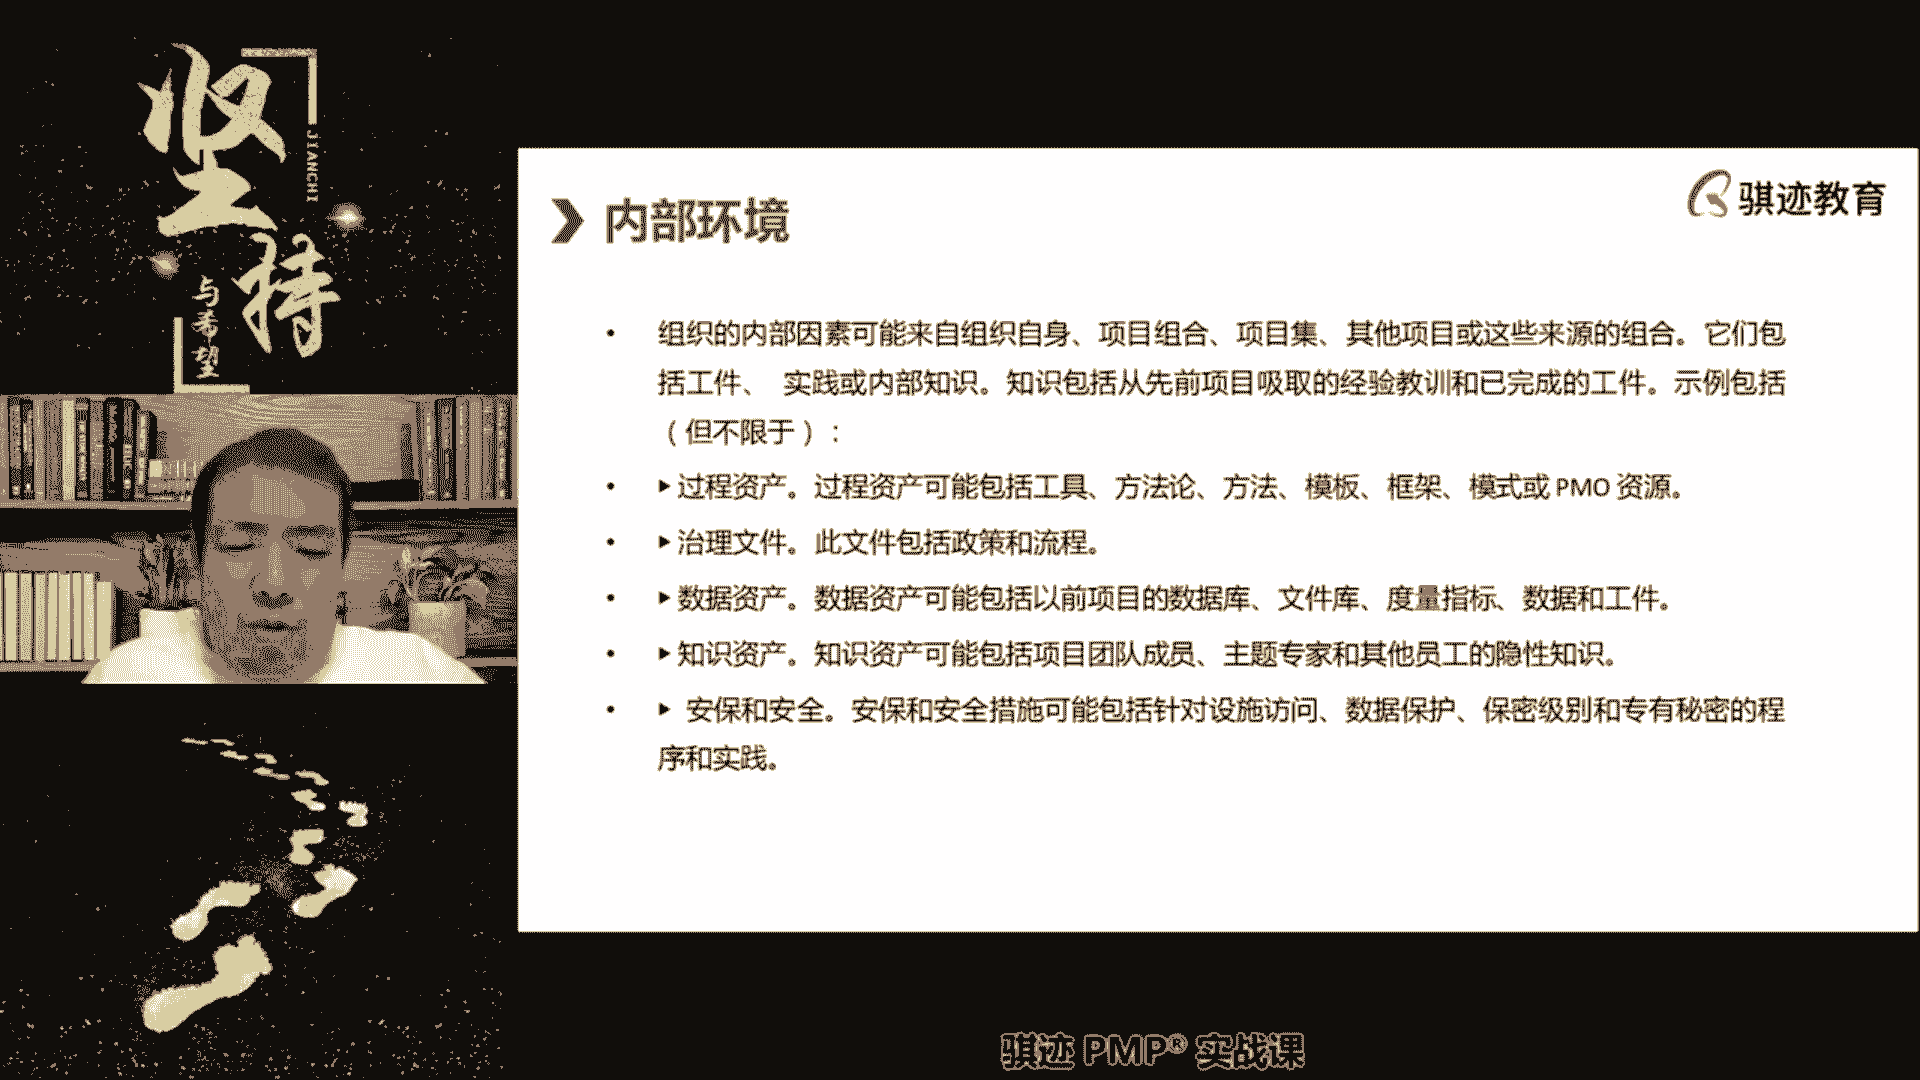 坚持
JIANCHI
与希望
骐迹教育
内部环境
• 组织的内部因素可能来自组织自身、项目组合、项目集、其他项目或这些来源的组合。它们包
括工件、 实践或内部知识。知识包括从先前项目吸取的经验教训和已完成的工件。示例包括
（但不限于）：
• ▸过程资产。过程资产可能包括工具、方法论、方法、模板、框架、模式或 PMO 资源。
• ▸治理文件。此文件包括政策和流程。
• ▸数据资产。数据资产可能包括以前项目的数据库、文件库、度量指标、数据和工件。
• ▸知识资产。知识资产可能包括项目团队成员、主题专家和其他员工的隐性知识。
• ▸ 安保和安全。安保和安全措施可能包括针对设施访问、数据保护、保密级别和专有秘密的程
序和实践。
骐迹 PMP® 实战课